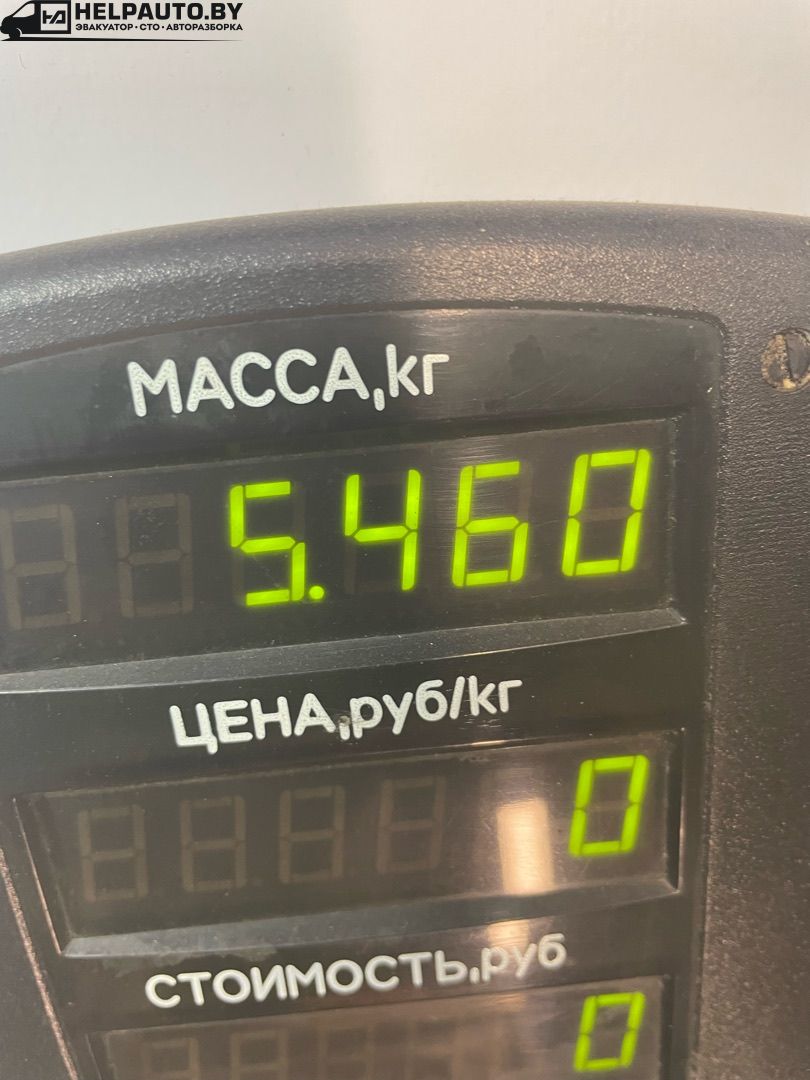 HELPAUTO.BY
ЭВАКУАТОР·СТО·АВТОРАЗБОРКА
МАССА,кг
5.460
ЦЕНА,руб/кг
0
СТОИМОСТЬ,руб
0